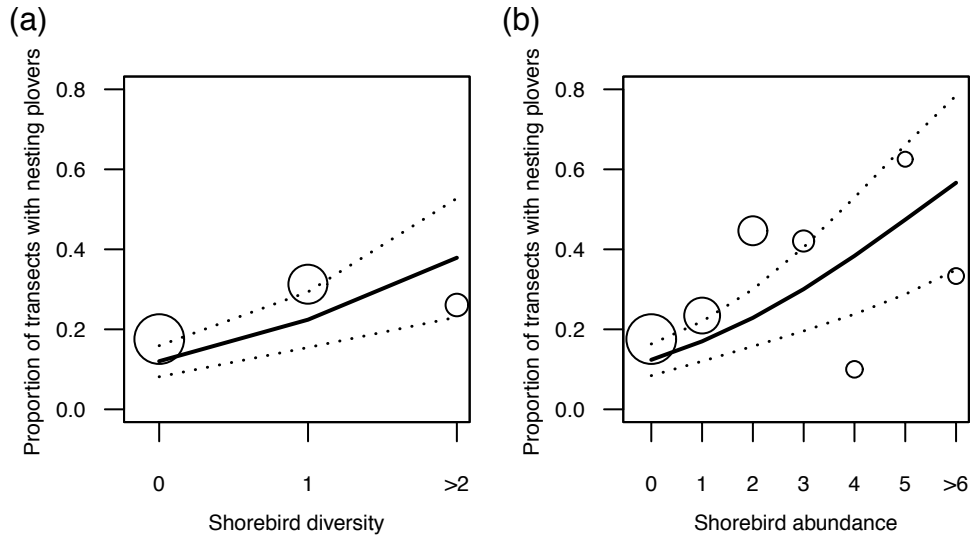 (a)
Proportion of transects with nesting plovers
0.8
0.6
0.4
0.2
0.0
0 1 >2
Shorebird diversity
(b)
Proportion of transects with nesting plovers
0.8
0.6
0.4
0.2
0.0
0 1 2 3 4 5 >6
Shorebird abundance